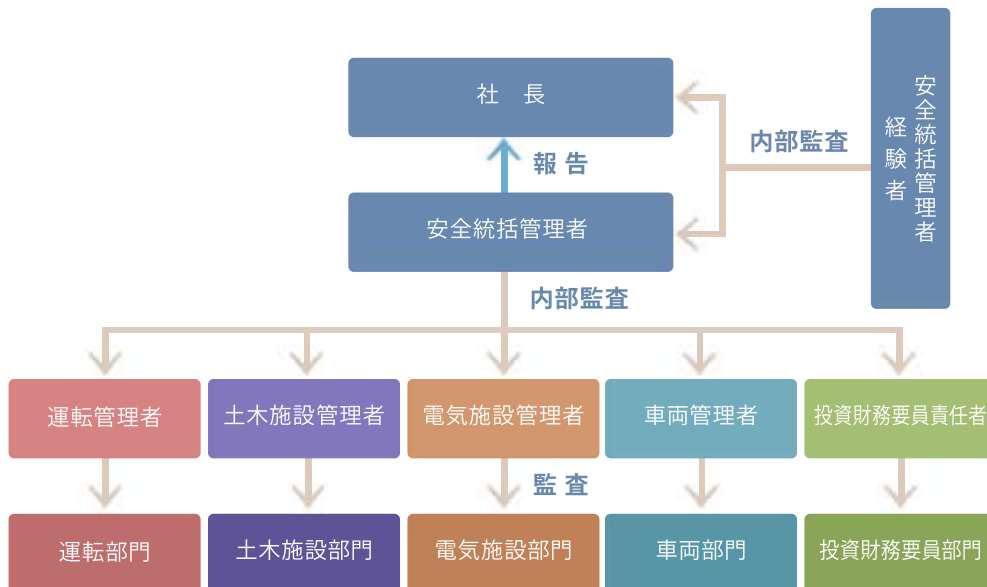 社　長
安全統括管理者
経験者
内部監査
報 告
安全統括管理者
内部監査
運転管理者
土木施設管理者
電気施設管理者
車両管理者
投資財務要員責任者
監 査
運転部門
土木施設部門
電気施設部門
車両部門
投資財務要員部門